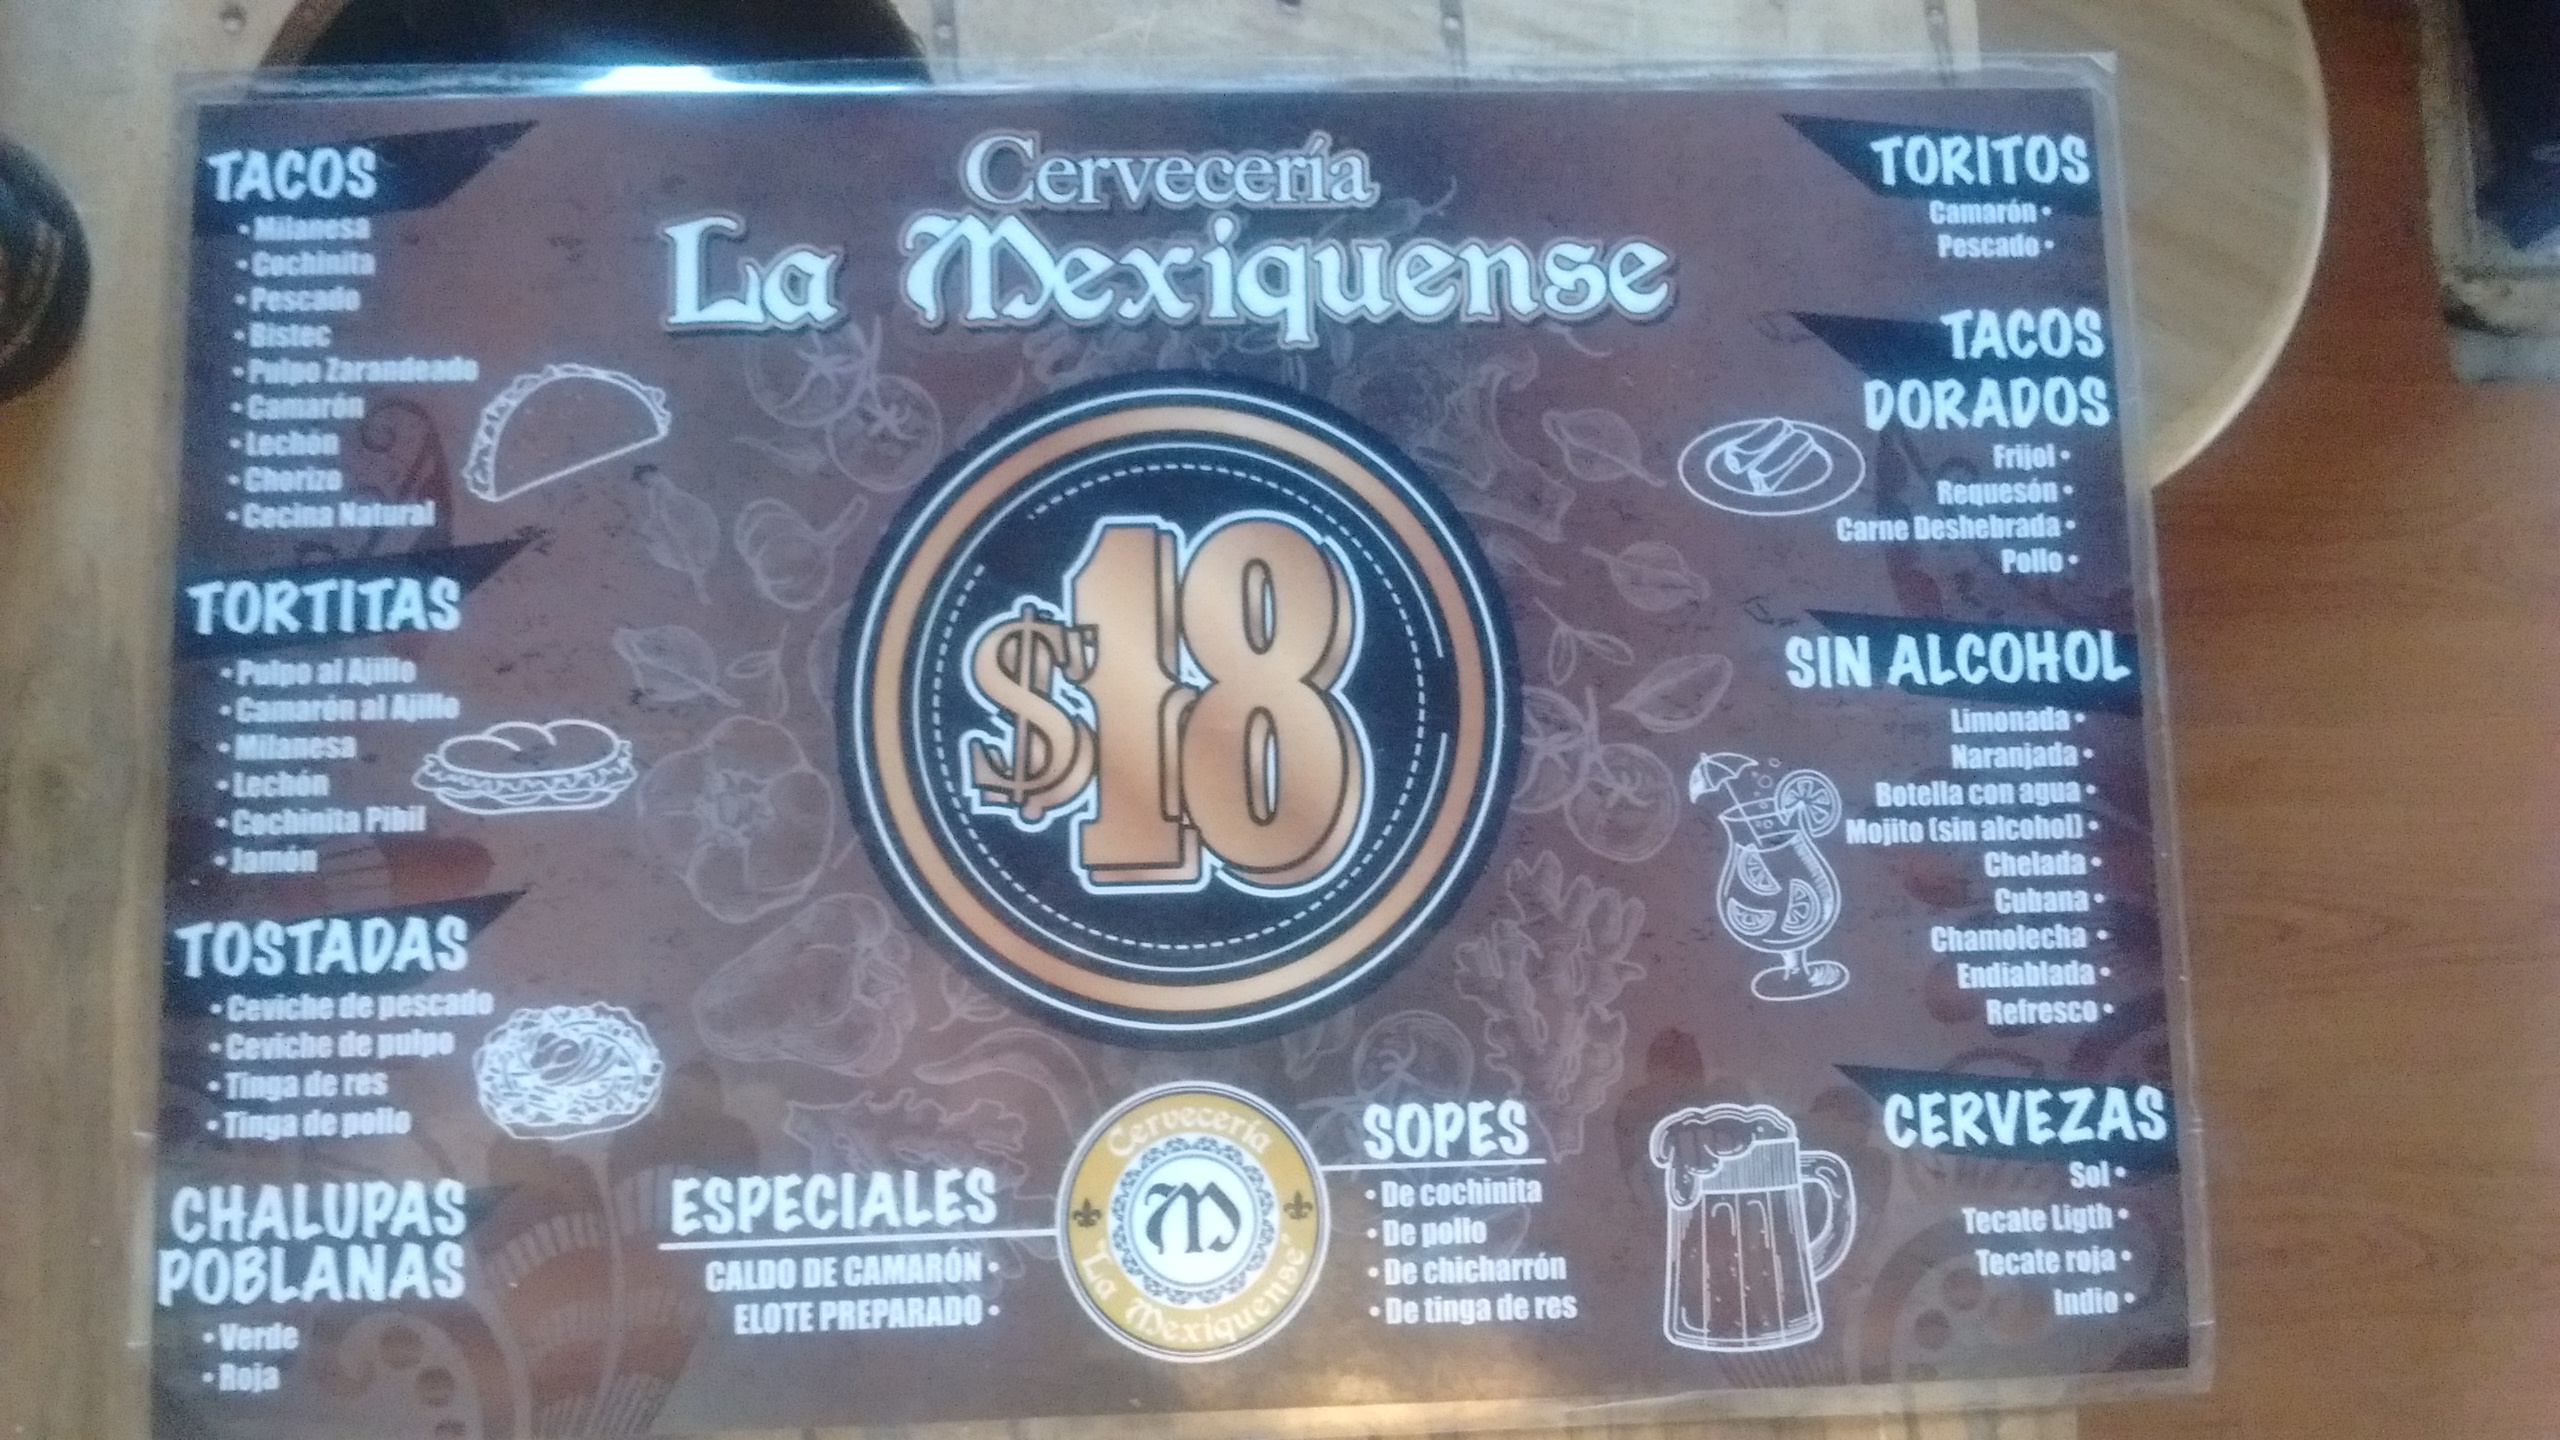 Cervecería
La Mexiquense
$18
TACOS
• Milanesa
• Cochinita
• Pescado
• Bistec
• Pulpo Zarandeado
• Camarón
• Lechón
• Chorizo
• Cecina Natural
TORTITAS
• Pulpo al Ajillo
• Camarón al Ajillo
• Milanesa
• Lechón
• Cochinita Pibil
• Jamón
TOSTADAS
• Ceviche de pescado
• Ceviche de pulpo
• Tinga de res
• Tinga de pollo
CHALUPAS
POBLANAS
• Verde
• Roja
ESPECIALES
CALDO DE CAMARÓN •
ELOTE PREPARADO •
Cervecería
M
"La Mexiquense"
SOPES
• De cochinita
• De pollo
• De chicharrón
• De tinga de res
TORITOS
Camarón •
Pescado •
TACOS
DORADOS
Frijol •
Requesón •
Carne Deshebrada •
Pollo •
SIN ALCOHOL
Limonada •
Naranjada •
Botella con agua •
Mojito (sin alcohol) •
Chelada •
Cubana •
Chamolecha •
Endiablada •
Refresco •
CERVEZAS
Sol •
Tecate Ligth •
Tecate roja •
Indio •